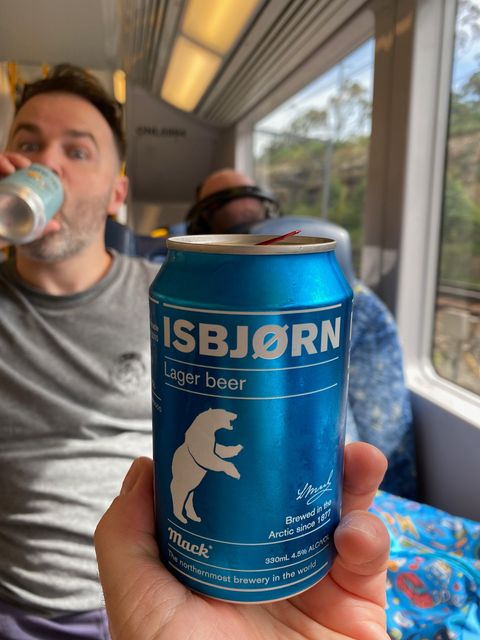 ISBJØRN
Lager beer
Brewed in the
Arctic since 1877
Mack®
330mL 4.5% ALC/VOL
The northernmost brewery in the world